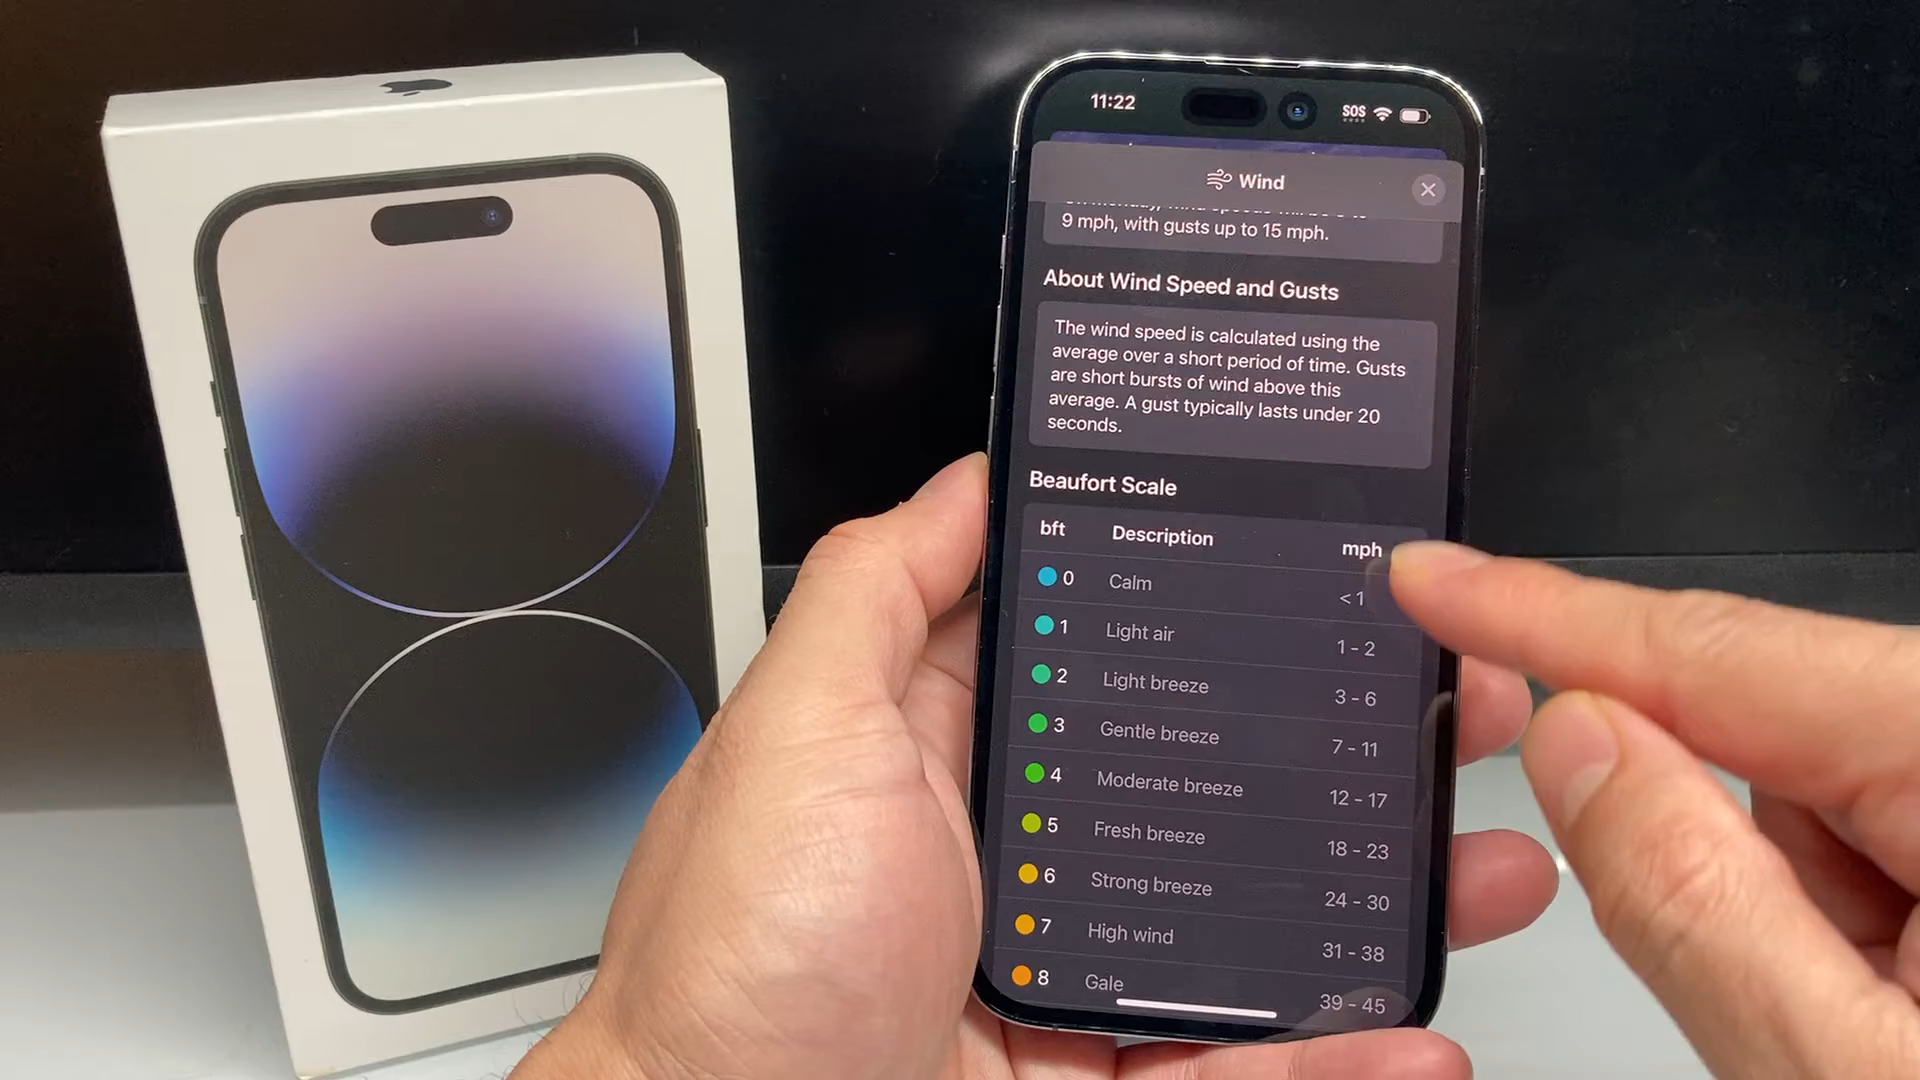 11:22
SOS
Wind
9 mph, with gusts up to 15 mph.
About Wind Speed and Gusts
The wind speed is calculated using the
average over a short period of time. Gusts
are short bursts of wind above this
average. A gust typically lasts under 20
seconds.
Beaufort Scale
bft Description mph
0 Calm < 1
1 Light air 1 - 2
2 Light breeze 3 - 6
3 Gentle breeze 7 - 11
4 Moderate breeze 12 - 17
5 Fresh breeze 18 - 23
6 Strong breeze 24 - 30
7 High wind 31 - 38
8 Gale 39 - 45